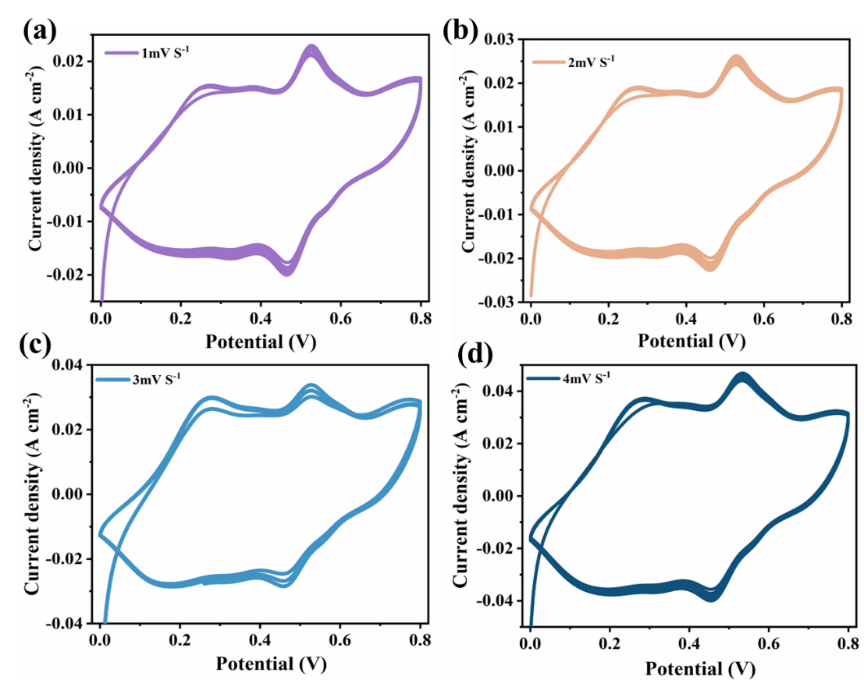 (a)
1mV S⁻¹
Current density (A cm⁻²)
0.02
0.01
0.00
-0.01
-0.02
0.0 0.2 0.4 0.6 0.8
Potential (V)
(b)
2mV S⁻¹
Current density (A cm⁻²)
0.03
0.02
0.01
0.00
-0.01
-0.02
-0.03
0.0 0.2 0.4 0.6 0.8
Potential (V)
(c)
3mV S⁻¹
Current density (A cm⁻²)
0.04
0.02
0.00
-0.02
-0.04
0.0 0.2 0.4 0.6 0.8
Potential (V)
(d)
4mV S⁻¹
Current density (A cm⁻²)
0.04
0.02
0.00
-0.02
-0.04
0.0 0.2 0.4 0.6 0.8
Potential (V)